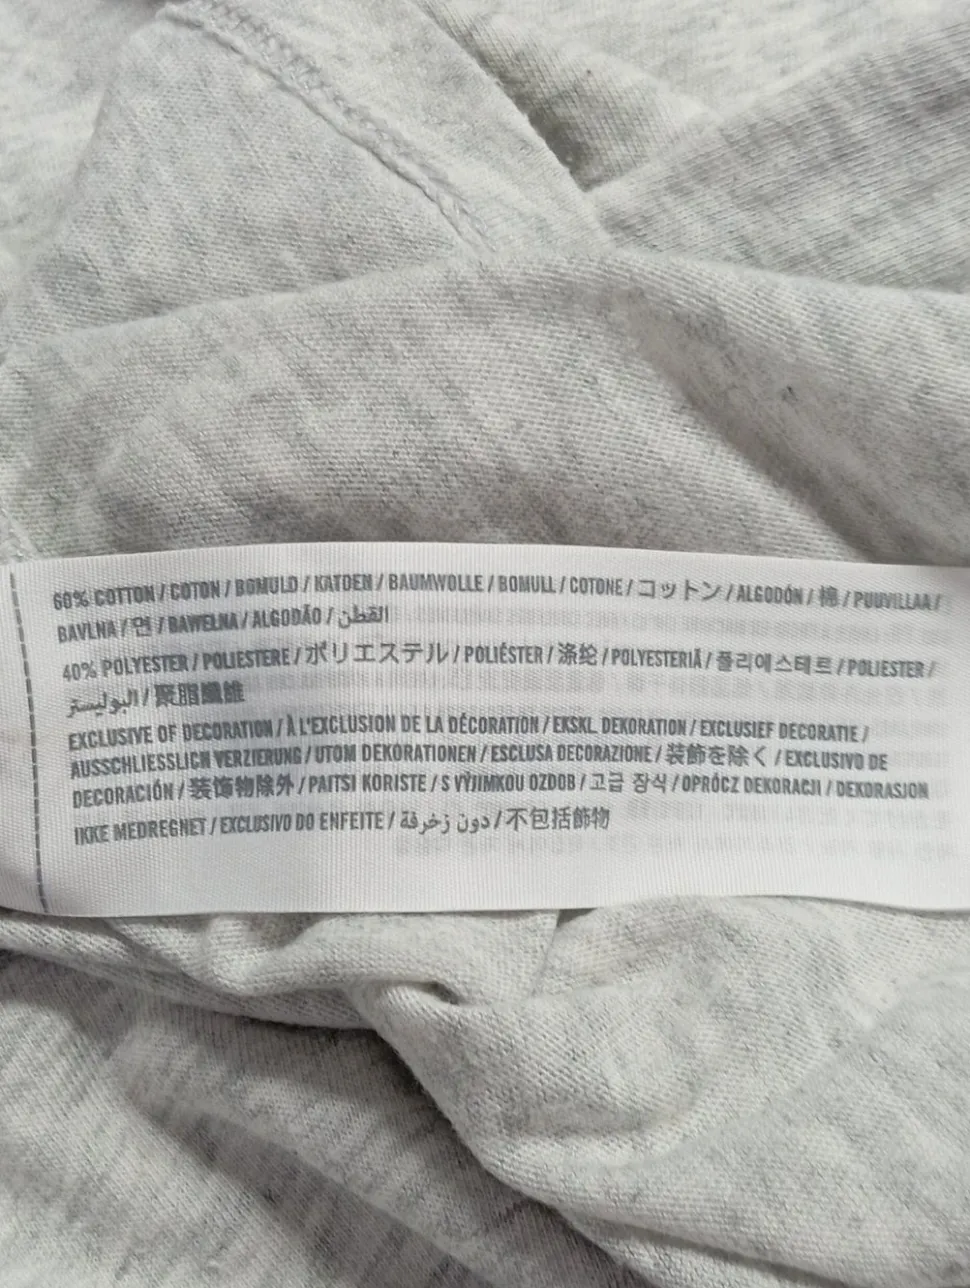 60% COTTON / COTON / BOMULD / KATOEN / BAUMWOLLE / BOMULL / COTONE / コットン / ALGODÓN / 棉 / PUUVILLAA /
BAVLNA / 면 / BAWEŁNA / ALGODÃO / القطن
40% POLYESTER / POLIESTERE / ポリエステル / POLIÉSTER / 涤纶 / POLYESTERIÄ / 폴리에스테르 / POLIESTER /
البوليستر / 聚脂纖維
EXCLUSIVE OF DECORATION / À L'EXCLUSION DE LA DÉCORATION / EKSKL. DEKORATION / EXCLUSIEF DECORATIE /
AUSSCHLIESSLICH VERZIERUNG / UTOM DEKORATIONEN / ESCLUSA DECORAZIONE / 装飾を除く / EXCLUSIVO DE
DECORACIÓN / 装饰物除外 / PAITSI KORISTE / S VÝJIMKOU OZDOB / 고급 장식 / OPRÓCZ DEKORACJI / DEKORASJON
IKKE MEDREGNET / EXCLUSIVO DO ENFEITE / دون زخرفة / 不包括飾物